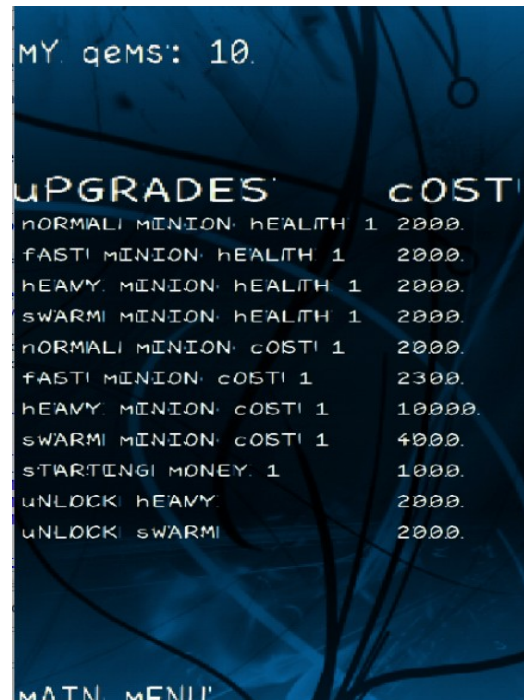 MY gEMS: 10
uPGRADES cOST
nORMAL mINION hEALTH 1 2000
fAST mINION hEALTH 1 2000
hEAVY mINION hEALTH 1 2000
sWARM mINION hEALTH 1 2000
nORMAL mINION cOST 1 2000
fAST mINION cOST 1 2300
hEAVY mINION cOST 1 10000
sWARM mINION cOST 1 4000
sTARTING mONEY 1 1000
uNLOCK hEAVY 2000
uNLOCK sWARM 2000
mAIN mENU